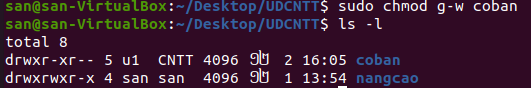 san@san-VirtualBox:~/Desktop/UDCNTT$ sudo chmod g-w coban
san@san-VirtualBox:~/Desktop/UDCNTT$ ls -l
total 8
drwxr-xr-- 5 u1 CNTT 4096 2 16:05 coban
drwxrwxr-x 4 san san 4096 1 13:54 nangcao